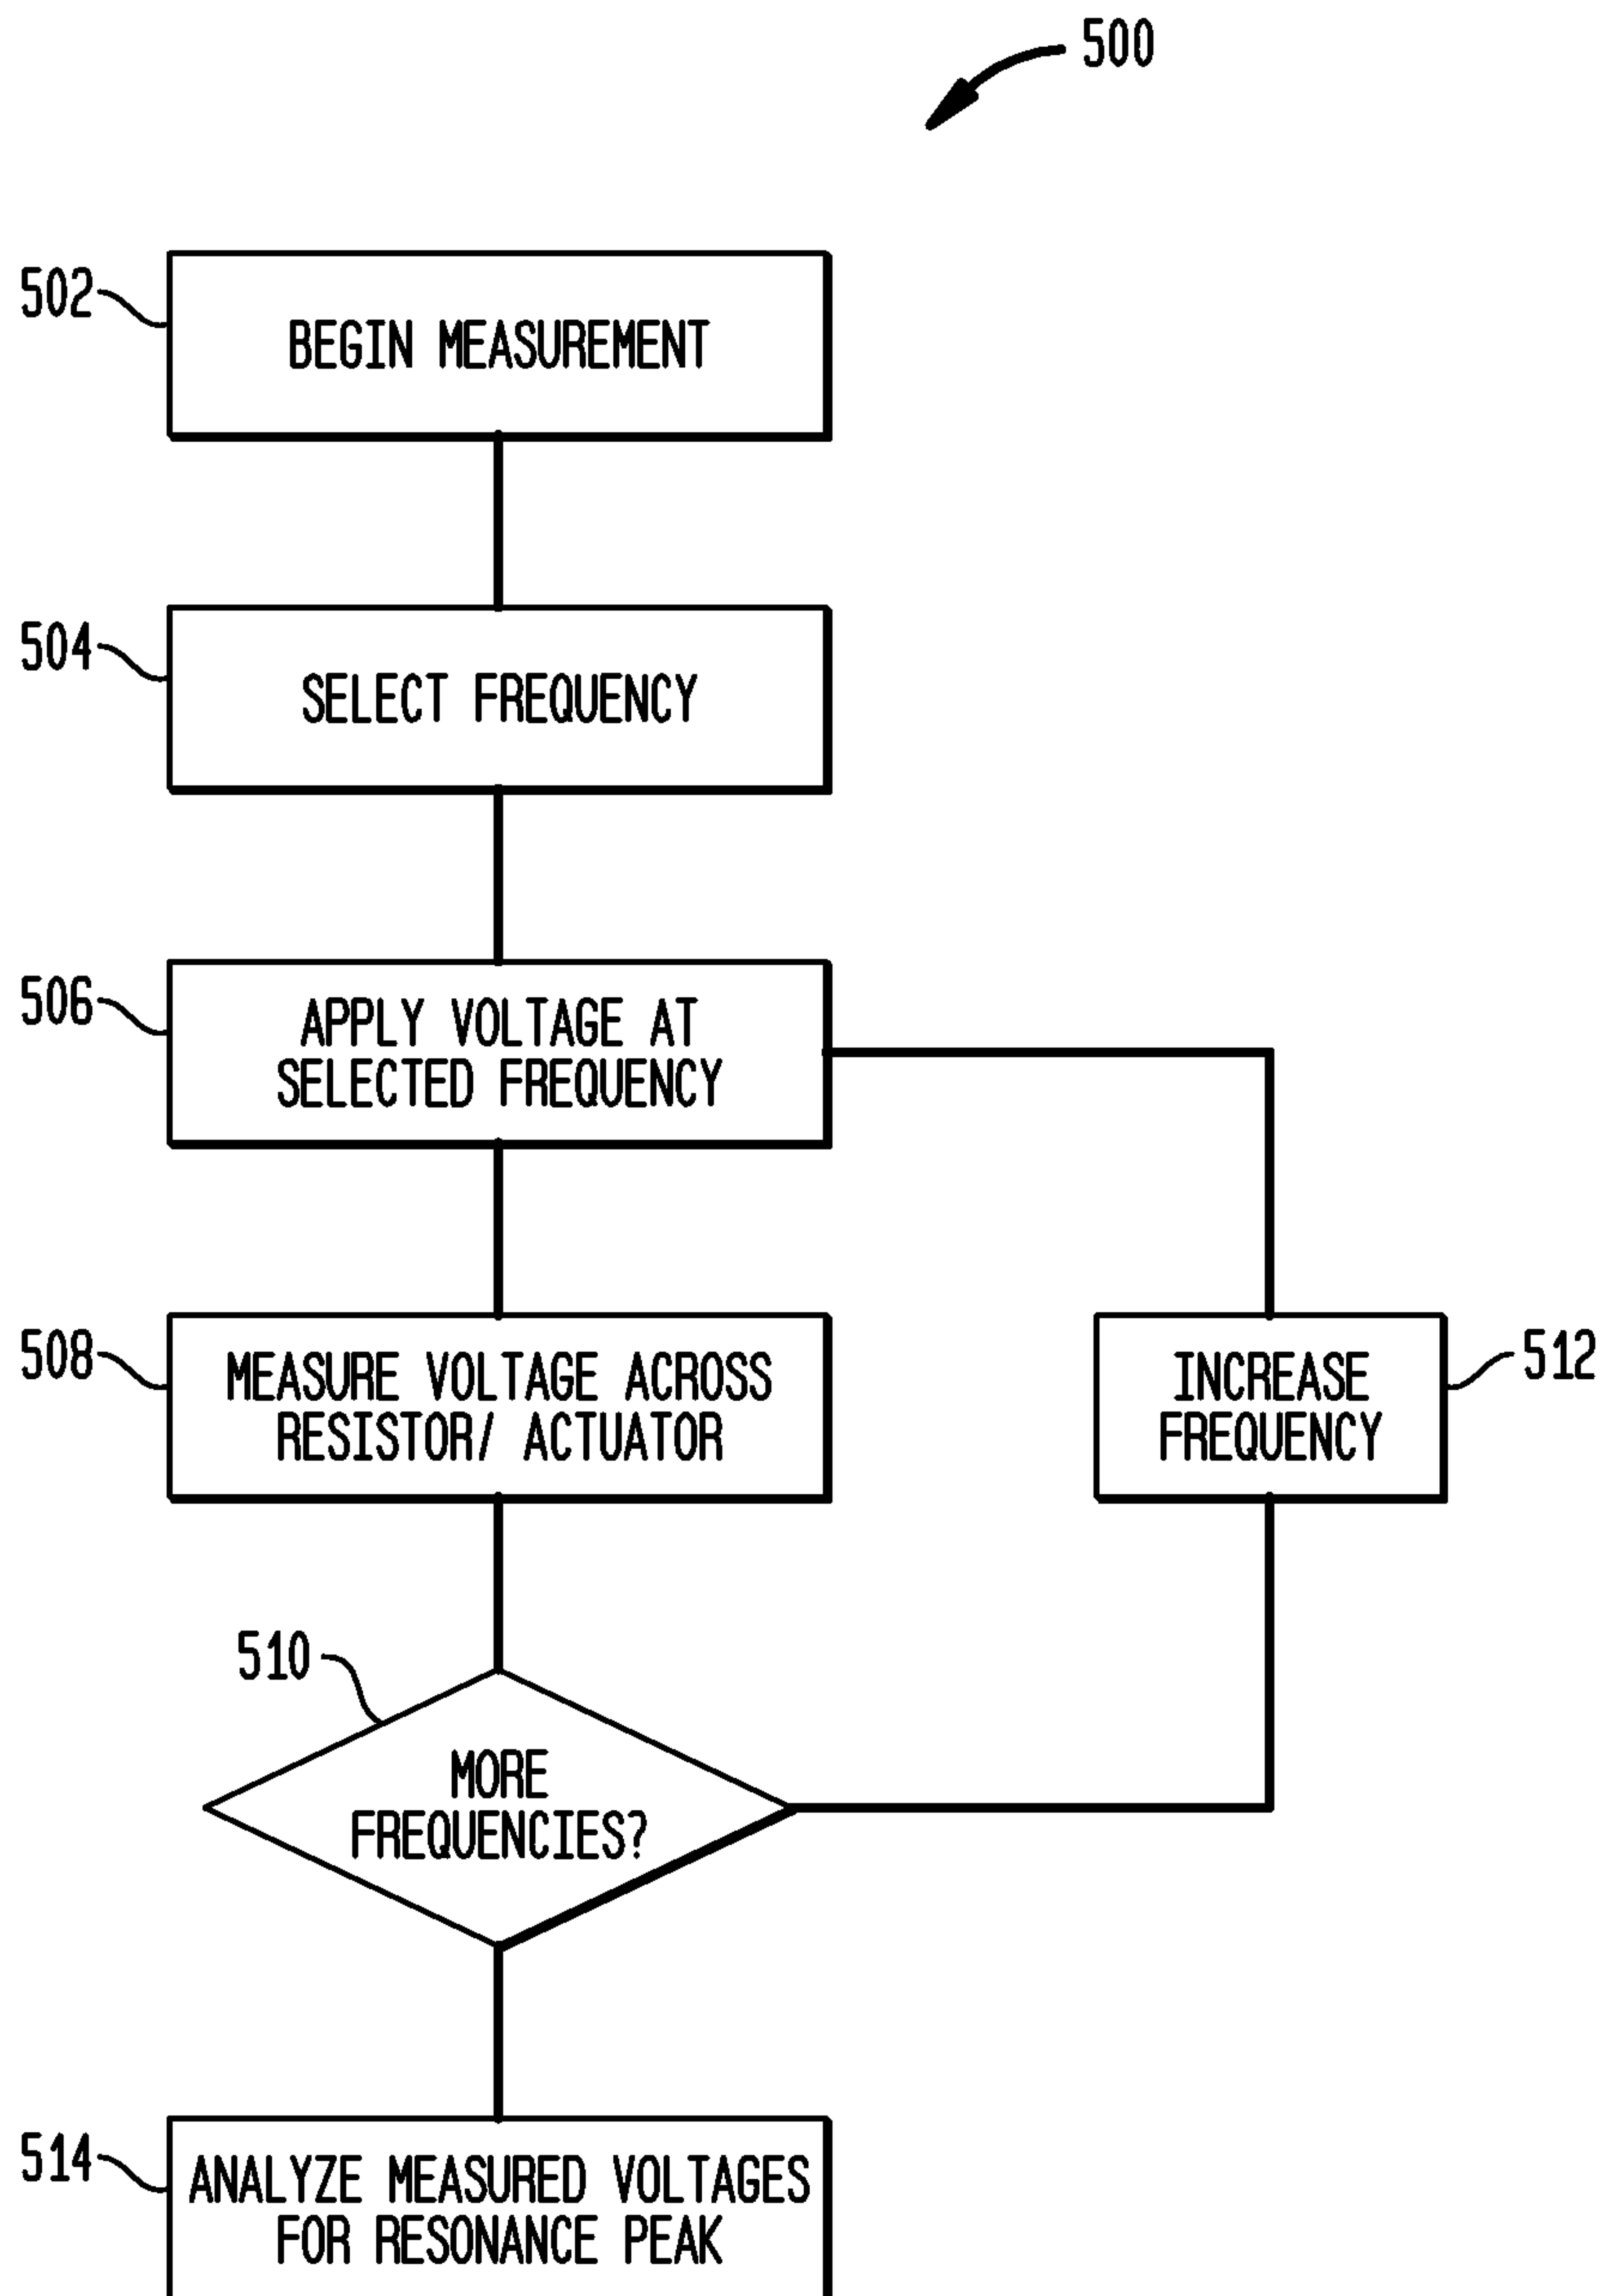 500
502
BEGIN MEASUREMENT
504
SELECT FREQUENCY
506
APPLY VOLTAGE AT
SELECTED FREQUENCY
508
MEASURE VOLTAGE ACROSS
RESISTOR/ ACTUATOR
INCREASE
FREQUENCY
512
510
MORE
FREQUENCIES?
514
ANALYZE MEASURED VOLTAGES
FOR RESONANCE PEAK